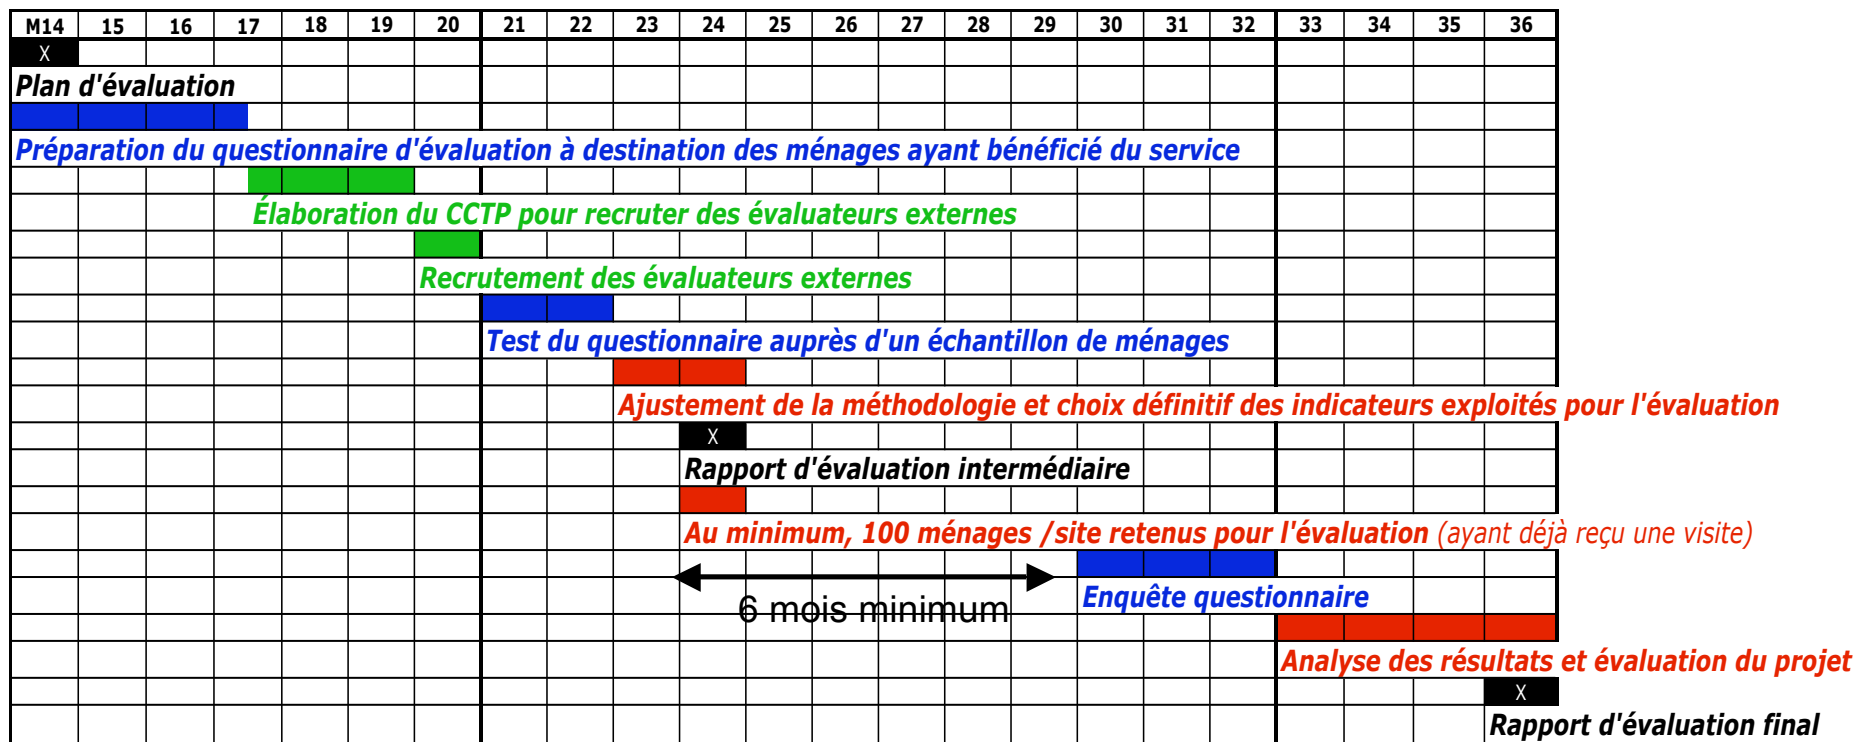 M14 15 16 17 18 19 20 21 22 23 24 25 26 27 28 29 30 31 32 33 34 35 36
X
Plan d'évaluation
Préparation du questionnaire d'évaluation à destination des ménages ayant bénéficié du service
Élaboration du CCTP pour recruter des évaluateurs externes
Recrutement des évaluateurs externes
Test du questionnaire auprès d'un échantillon de ménages
Ajustement de la méthodologie et choix définitif des indicateurs exploités pour l'évaluation
X
Rapport d'évaluation intermédiaire
Au minimum, 100 ménages /site retenus pour l'évaluation (ayant déjà reçu une visite)
6 mois minimum
Enquête questionnaire
Analyse des résultats et évaluation du projet
X
Rapport d'évaluation final